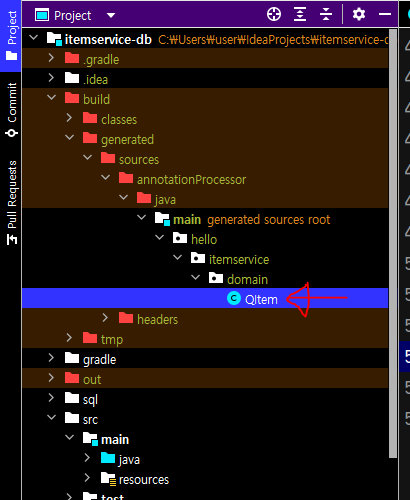 Project
Commit
Pull Requests
Project
itemservice-db C:₩Users₩user₩IdeaProjects₩itemservice-d
.gradle
.idea
build
classes
generated
sources
annotationProcessor
java
main generated sources root
hello
itemservice
domain
C QItem
headers
tmp
gradle
out
sql
src
main
java
resources
test